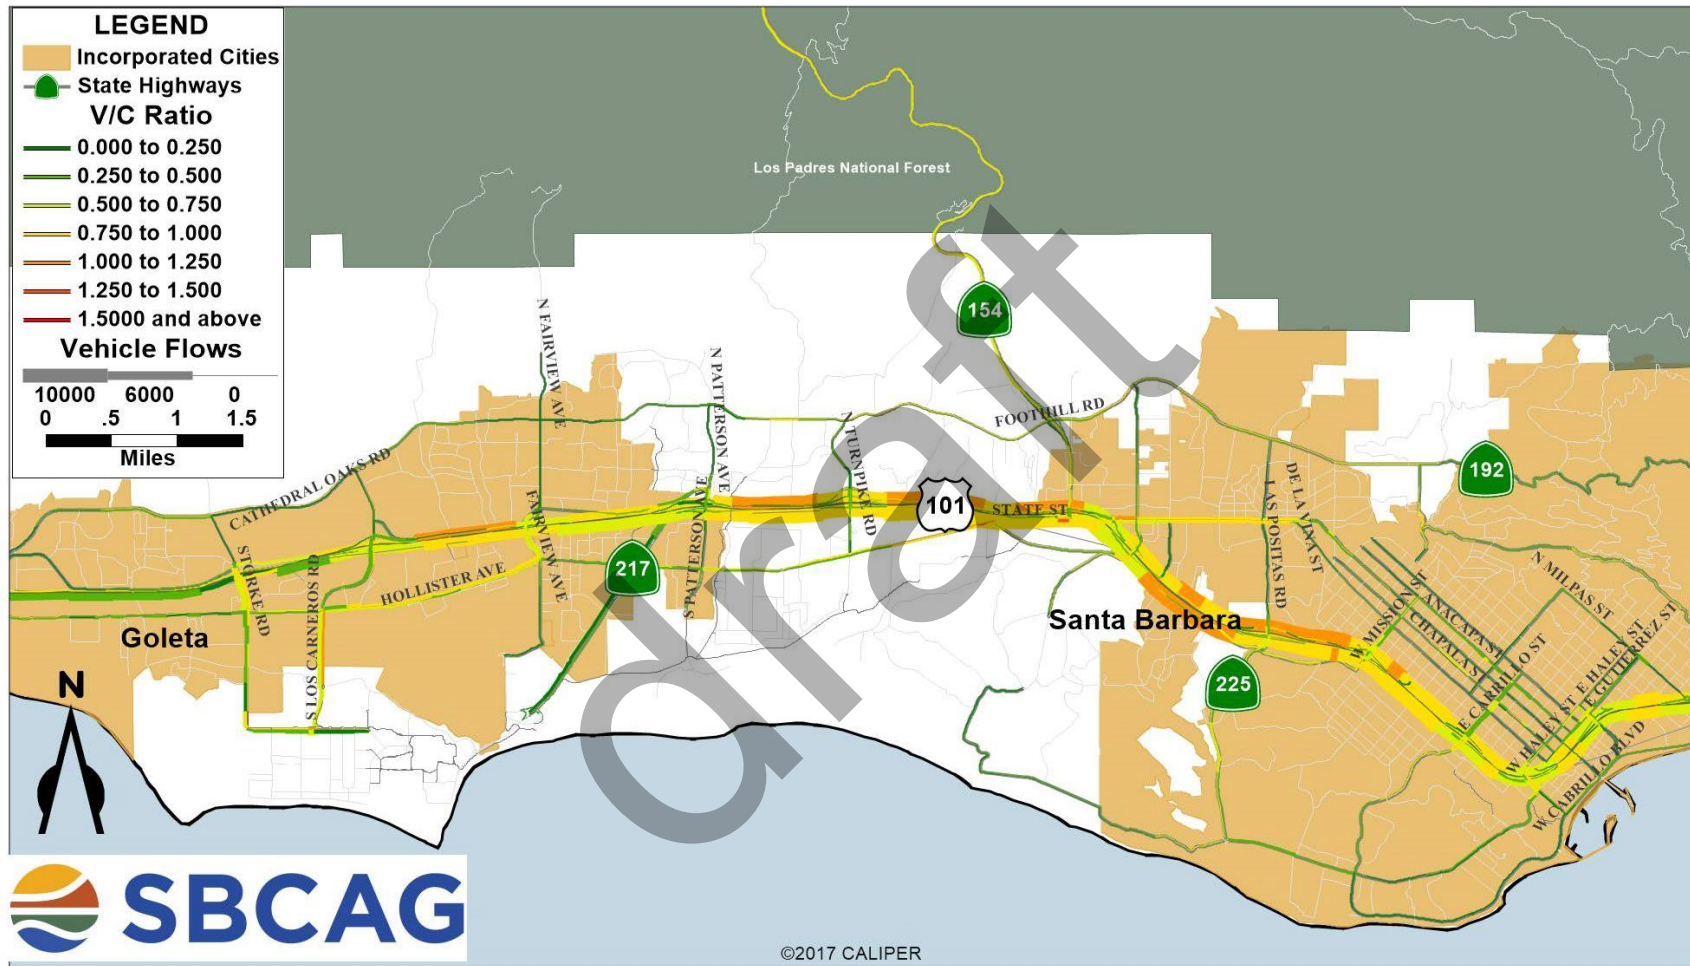 LEGEND
Incorporated Cities
State Highways
V/C Ratio
0.000 to 0.250
0.250 to 0.500
0.500 to 0.750
0.750 to 1.000
1.000 to 1.250
1.250 to 1.500
1.5000 and above
Vehicle Flows
10000 6000 0
0 .5 1 1.5
Miles
Los Padres National Forest
154
N FAIRVIEW AVE
N PATTERSON AVE
N TURNPIKE RD
FOOTHILL RD
192
CATHEDRAL OAKS RD
101
STATE ST
DE LA VINA ST
LAS POSITAS RD
FAIRVIEW AVE
S PATTERSON AVE
217
STORKE RD
S LOS CARNEROS RD
HOLLISTER AVE
Goleta
Santa Barbara
225
W MISSION ST
E ANACAPA ST
CHAPALA S
N MILPAS ST
E CARRILLO ST
E HALEY ST
E GUTIERREZ ST
W HALEY ST
W CABRILLO BLVD
N
draft
SBCAG
©2017 CALIPER